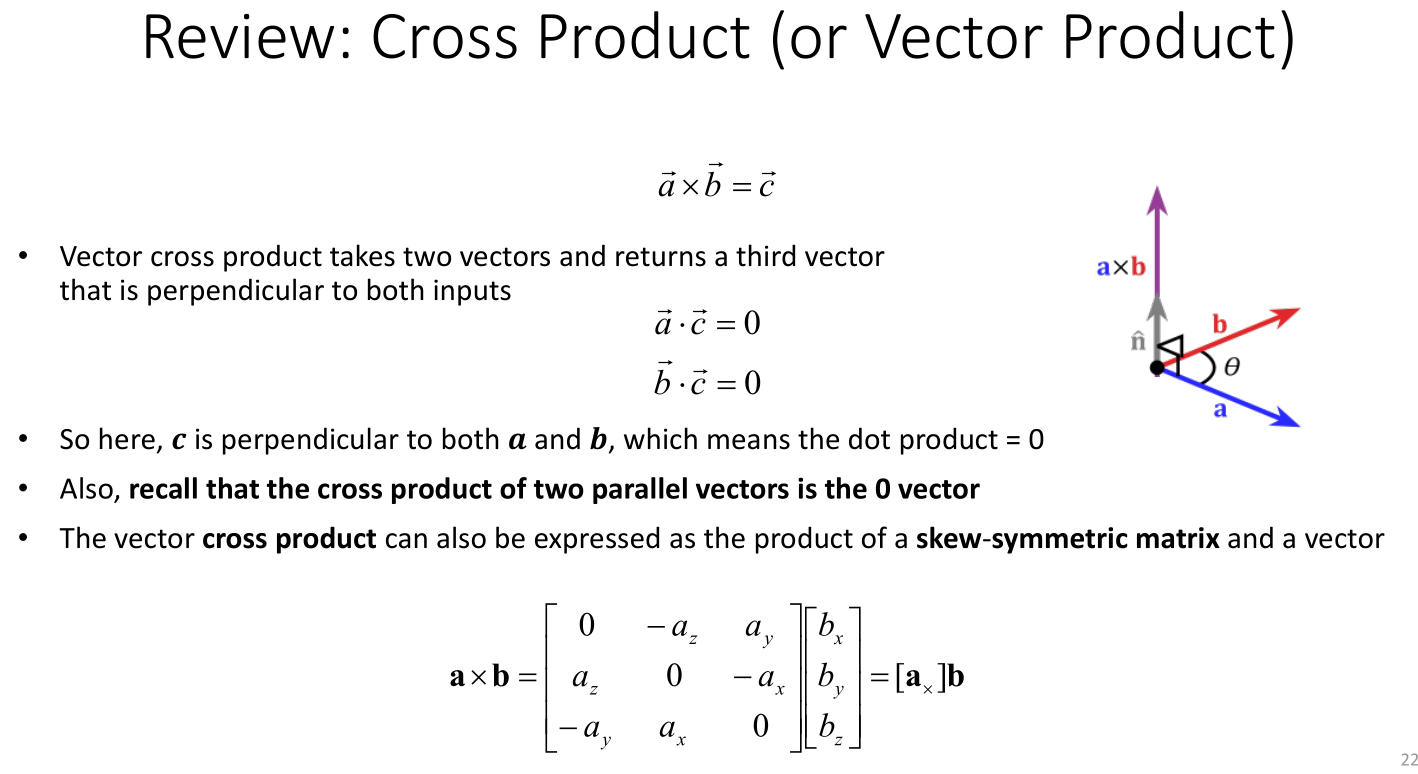 Review: Cross Product (or Vector Product)
$\vec{a} \times \vec{b} = \vec{c}$
• Vector cross product takes two vectors and returns a third vector
that is perpendicular to both inputs
$\vec{a} \cdot \vec{c} = 0$
$\vec{b} \cdot \vec{c} = 0$
a×b
n̂
b
θ
a
• So here, c is perpendicular to both a and b, which means the dot product = 0
• Also, recall that the cross product of two parallel vectors is the 0 vector
• The vector cross product can also be expressed as the product of a skew-symmetric matrix and a vector
$\mathbf{a} \times \mathbf{b} = \begin{bmatrix} 0 & -a_z & a_y \\ a_z & 0 & -a_x \\ -a_y & a_x & 0 \end{bmatrix} \begin{bmatrix} b_x \\ b_y \\ b_z \end{bmatrix} = [\mathbf{a}_\times]\mathbf{b}$
22